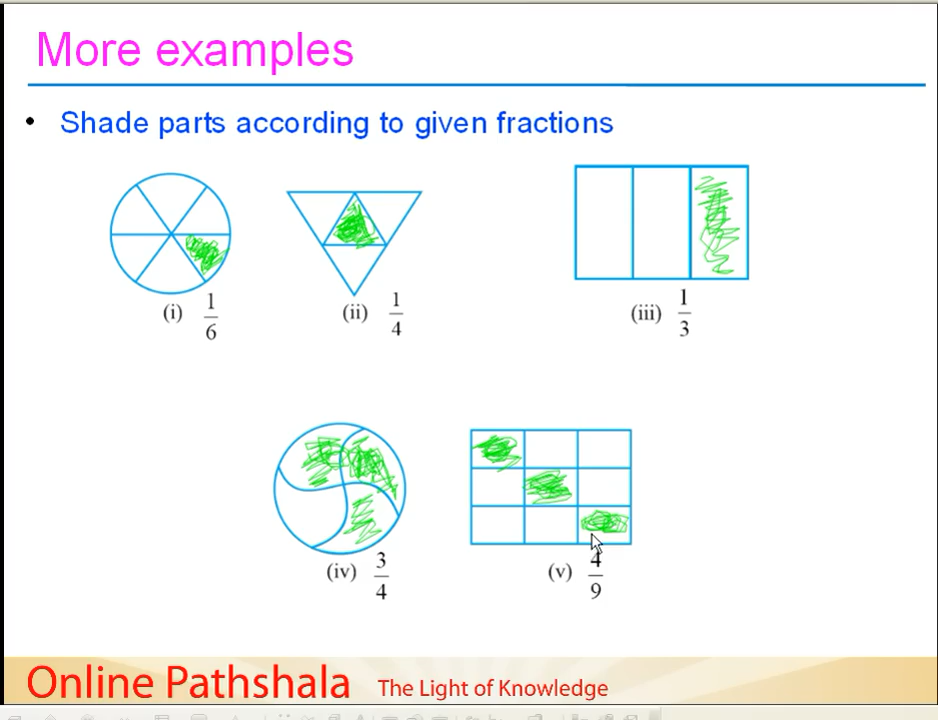 More examples
• Shade parts according to given fractions
(i) 1/6 (ii) 1/4 (iii) 1/3
(iv) 3/4 (v) 4/9
Online Pathshala The Light of Knowledge